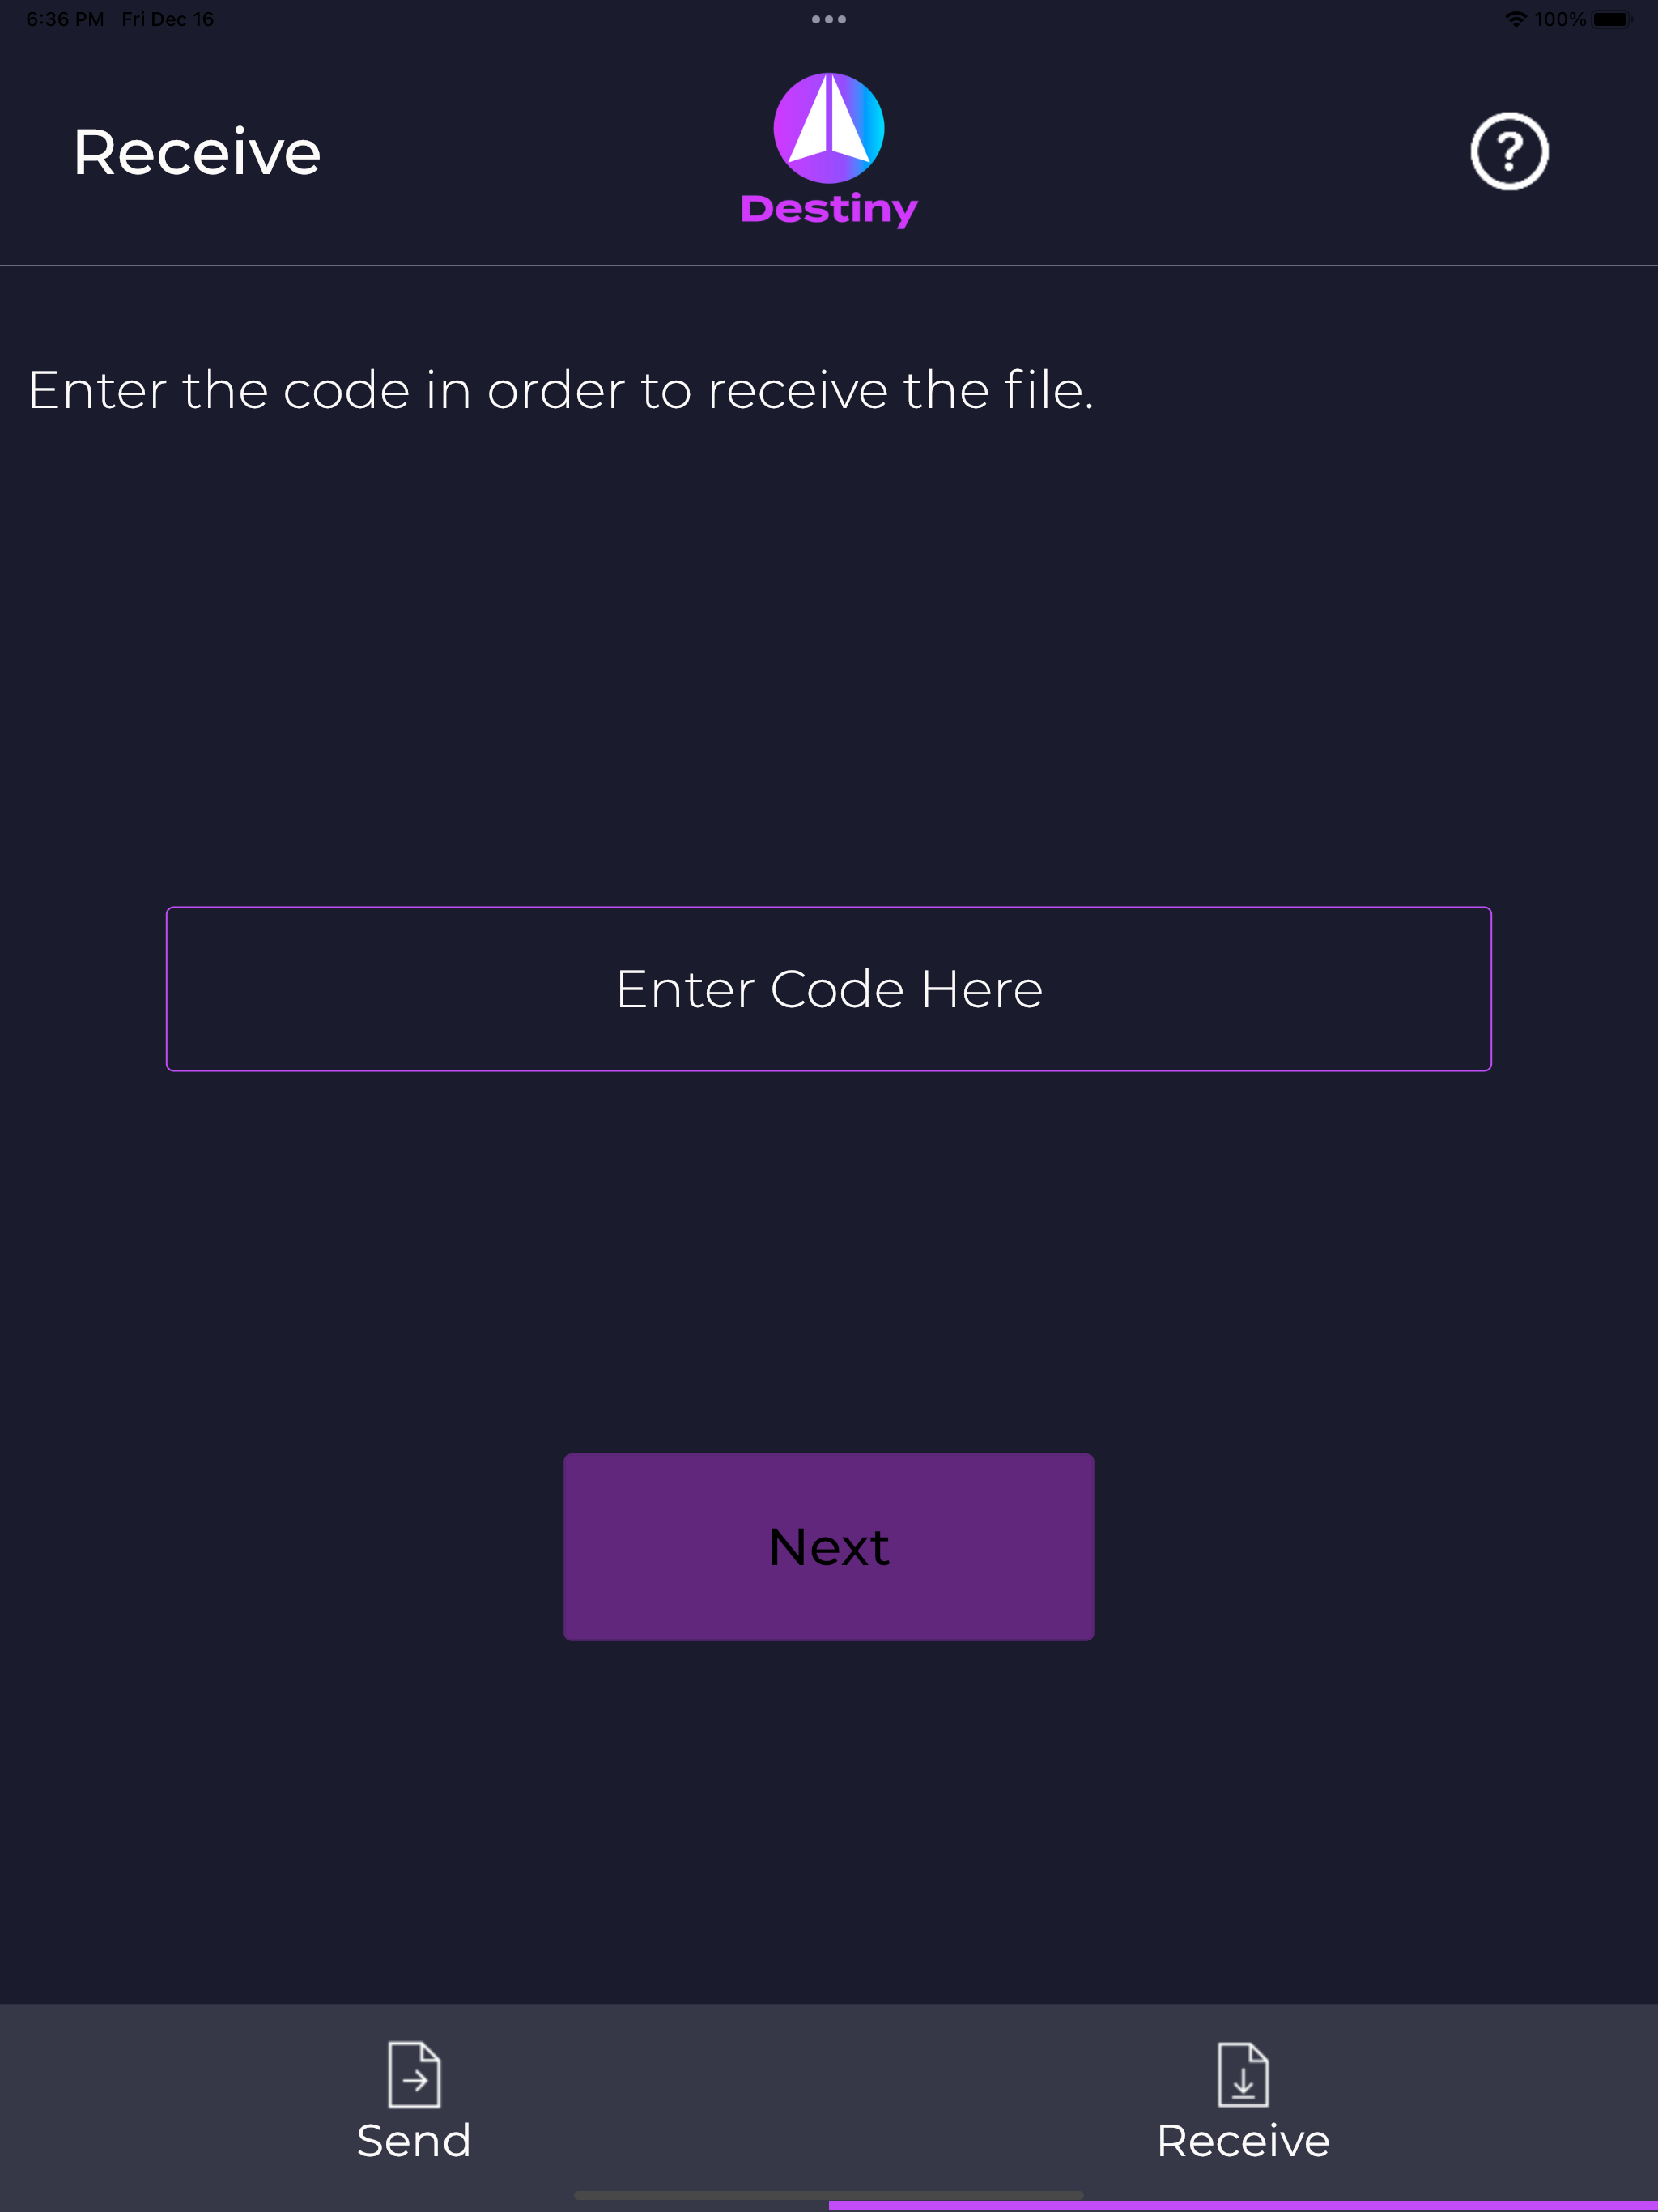 6:36 PM Fri Dec 16
100%
Receive
Destiny
?
Enter the code in order to receive the file.
Enter Code Here
Next
Send
Receive